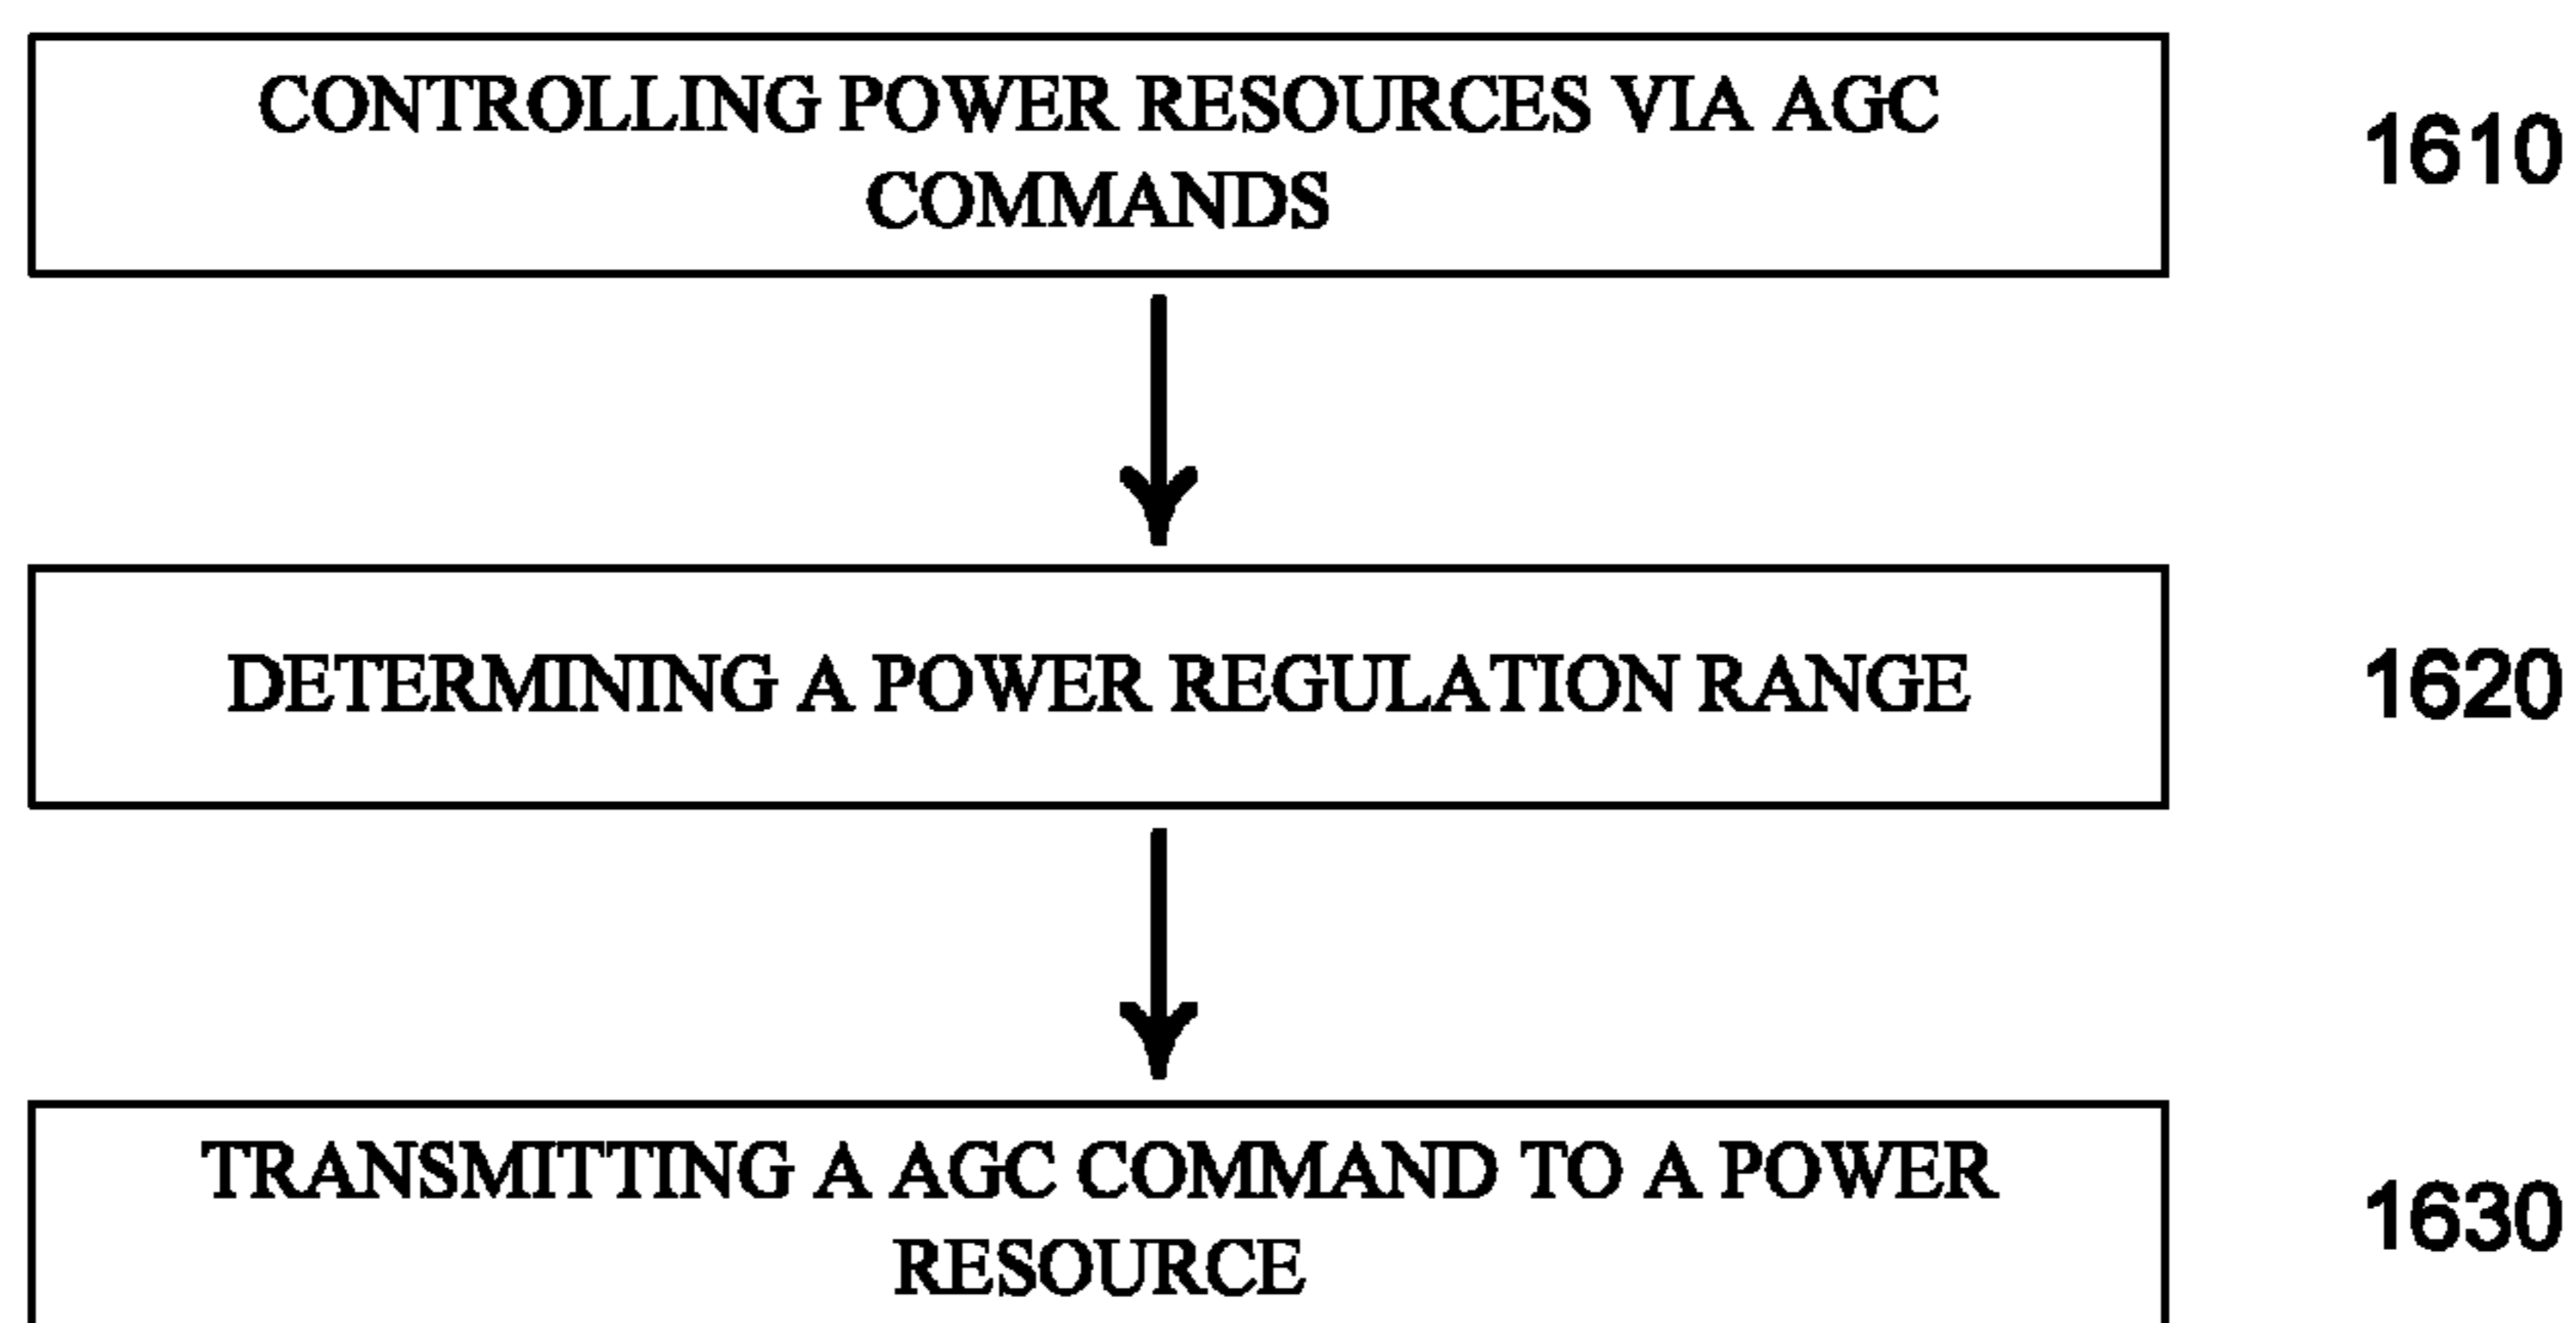 CONTROLLING POWER RESOURCES VIA AGC
COMMANDS
1610
DETERMINING A POWER REGULATION RANGE
1620
TRANSMITTING A AGC COMMAND TO A POWER
RESOURCE
1630